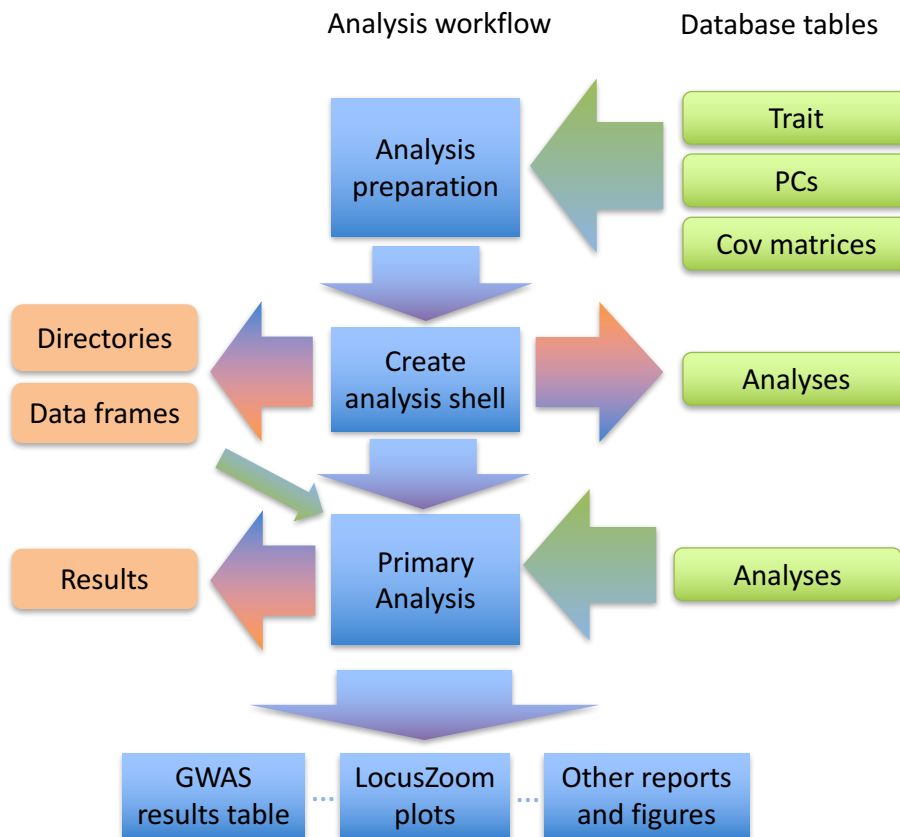 Analysis workflow
Database tables
Analysis
preparation
Trait
PCs
Cov matrices
Directories
Data frames
Create
analysis shell
Analyses
Results
Primary
Analysis
Analyses
GWAS
results table
...
LocusZoom
plots
...
Other reports
and figures